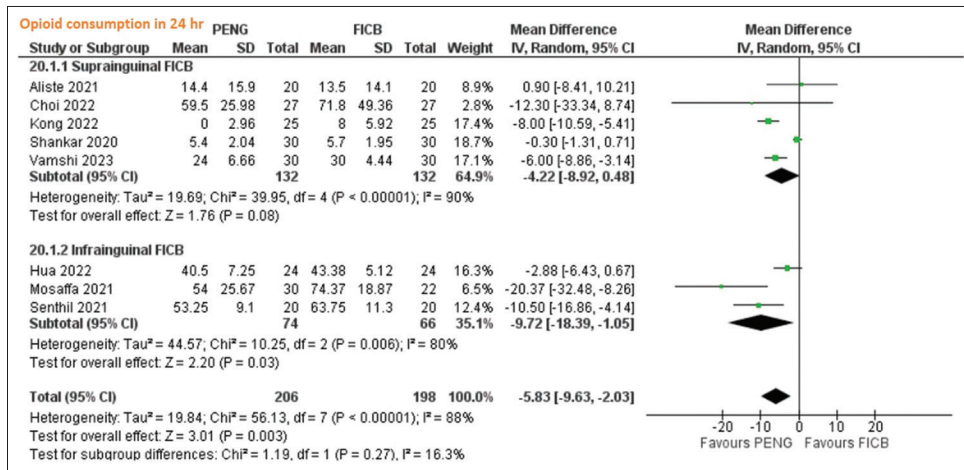 Opioid consumption in 24 hr PENG FICB Mean Difference Mean Difference
Study or Subgroup Mean SD Total Mean SD Total Weight IV, Random, 95% CI IV, Random, 95% CI
20.1.1 Suprainguinal FICB
Aliste 2021 14.4 15.9 20 13.5 14.1 20 8.9% 0.90 [-8.41, 10.21]
Choi 2022 59.5 25.98 27 71.8 49.36 27 2.8% -12.30 [-33.34, 8.74]
Kong 2022 0 2.96 25 8 5.92 25 17.4% -8.00 [-10.59, -5.41]
Shankar 2020 5.4 2.04 30 5.7 1.95 30 18.7% -0.30 [-1.31, 0.71]
Vamshi 2023 24 6.66 30 30 4.44 30 17.1% -6.00 [-8.86, -3.14]
Subtotal (95% CI) 132 132 64.9% -4.22 [-8.92, 0.48]
Heterogeneity: Tau² = 19.69; Chi² = 39.95, df = 4 (P < 0.00001); I² = 90%
Test for overall effect: Z = 1.76 (P = 0.08)
20.1.2 Infrainguinal FICB
Hua 2022 40.5 7.25 24 43.38 5.12 24 16.3% -2.88 [-6.43, 0.67]
Mosaffa 2021 54 25.67 30 74.37 18.87 22 6.5% -20.37 [-32.48, -8.26]
Senthil 2021 53.25 9.1 20 63.75 11.3 20 12.4% -10.50 [-16.86, -4.14]
Subtotal (95% CI) 74 66 35.1% -9.72 [-18.39, -1.05]
Heterogeneity: Tau² = 44.57; Chi² = 10.25, df = 2 (P = 0.006); I² = 80%
Test for overall effect: Z = 2.20 (P = 0.03)
Total (95% CI) 206 198 100.0% -5.83 [-9.63, -2.03]
Heterogeneity: Tau² = 19.84; Chi² = 56.13, df = 7 (P < 0.00001); I² = 88%
Test for overall effect: Z = 3.01 (P = 0.003)
Test for subgroup differences: Chi² = 1.19, df = 1 (P = 0.27), I² = 16.3%
-20 -10 0 10 20
Favours PENG Favours FICB